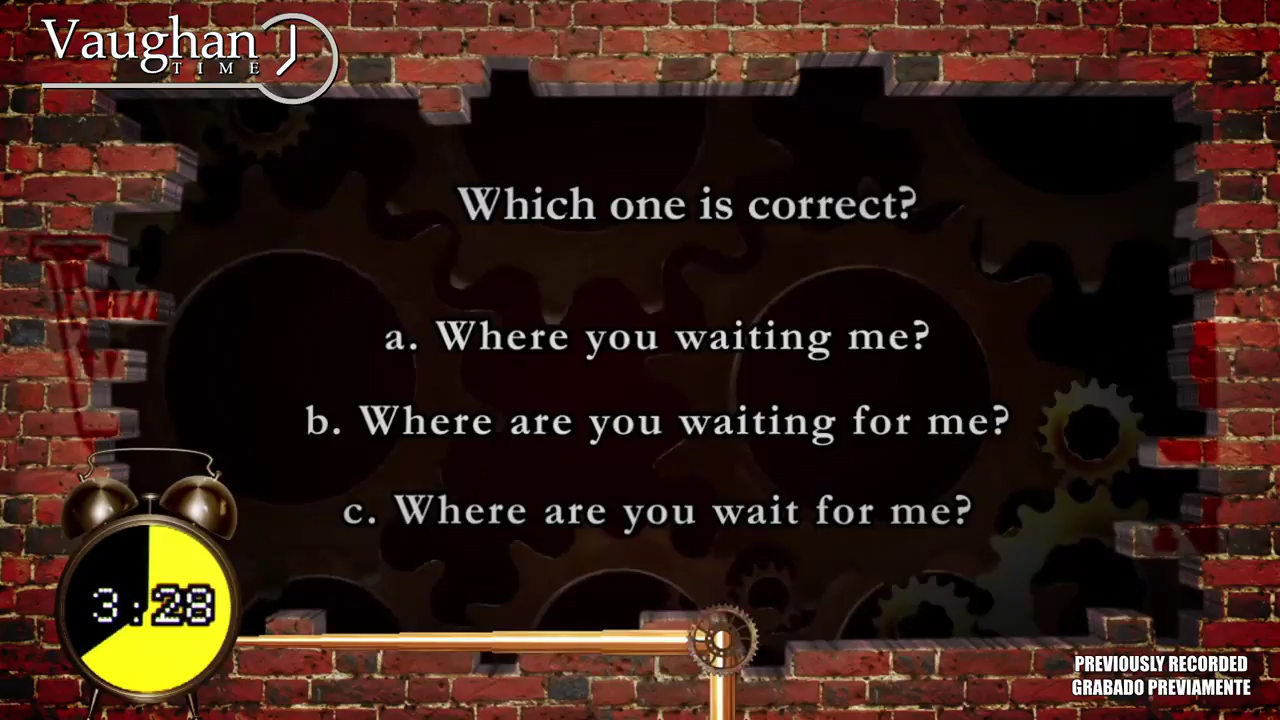 Vaughan
TIME
Which one is correct?
a. Where you waiting me?
b. Where are you waiting for me?
c. Where are you wait for me?
3:28
PREVIOUSLY RECORDED
GRABADO PREVIAMENTE